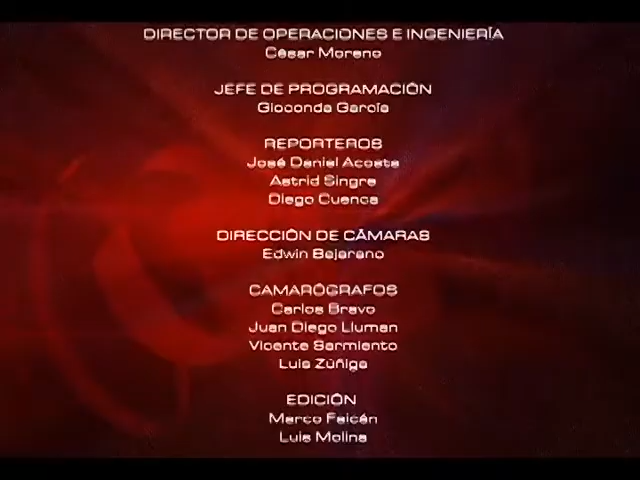 DIRECTOR DE OPERACIONES E INGENIERÍA
César Moreno
JEFE DE PROGRAMACIÓN
Gioconda García
REPORTEROS
José Daniel Acosta
Astrid Singre
Diego Cuenca
DIRECCIÓN DE CÁMARAS
Edwin Bejarano
CAMARÓGRAFOS
Carlos Bravo
Juan Diego Lluman
Vicente Sarmiento
Luis Zúñiga
EDICIÓN
Marco Faicán
Luis Molina